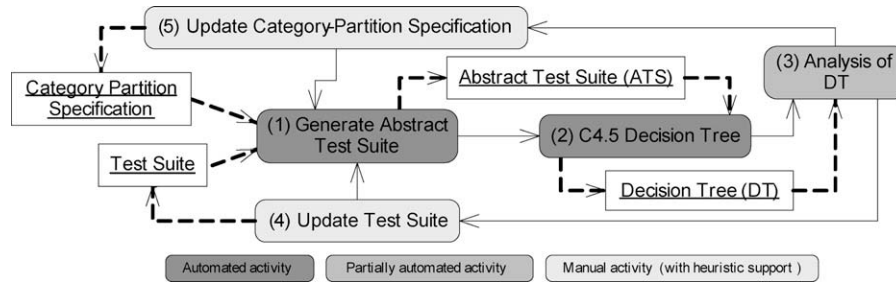 (5) Update Category-Partition Specification
Category Partition
Specification
Abstract Test Suite (ATS)
(3) Analysis of
DT
(1) Generate Abstract
Test Suite
(2) C4.5 Decision Tree
Test Suite
Decision Tree (DT)
(4) Update Test Suite
Automated activity
Partially automated activity
Manual activity (with heuristic support )